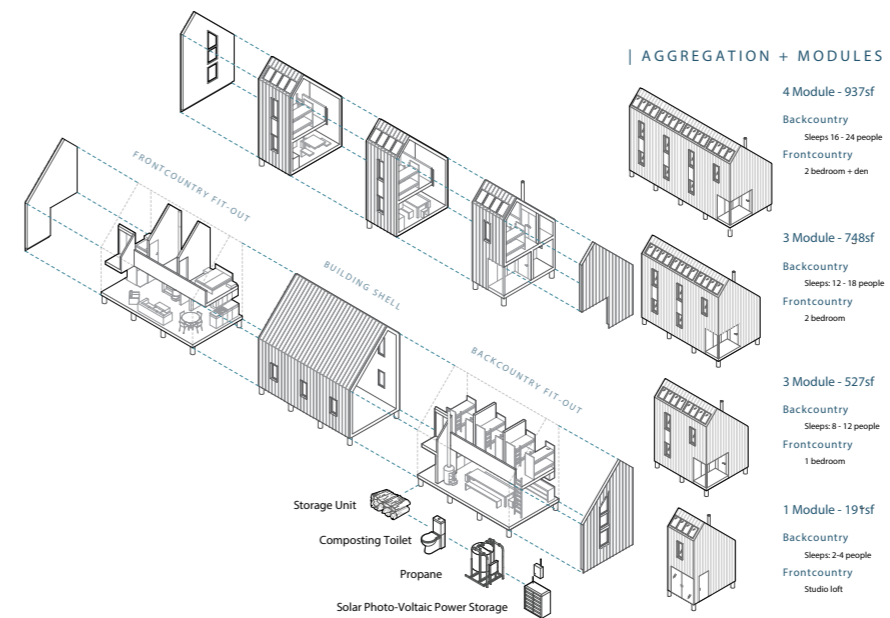 | AGGREGATION + MODULES
4 Module - 937sf
Backcountry
Sleeps 16 - 24 people
Frontcountry
2 bedroom + den
3 Module - 748sf
Backcountry
Sleeps: 12 - 18 people
Frontcountry
2 bedroom
3 Module - 527sf
Backcountry
Sleeps: 8 - 12 people
Frontcountry
1 bedroom
1 Module - 191sf
Backcountry
Sleeps: 2-4 people
Frontcountry
Studio loft
FRONTCOUNTRY FIT-OUT
BUILDING SHELL
BACKCOUNTRY FIT-OUT
Storage Unit
Composting Toilet
Propane
Solar Photo-Voltaic Power Storage